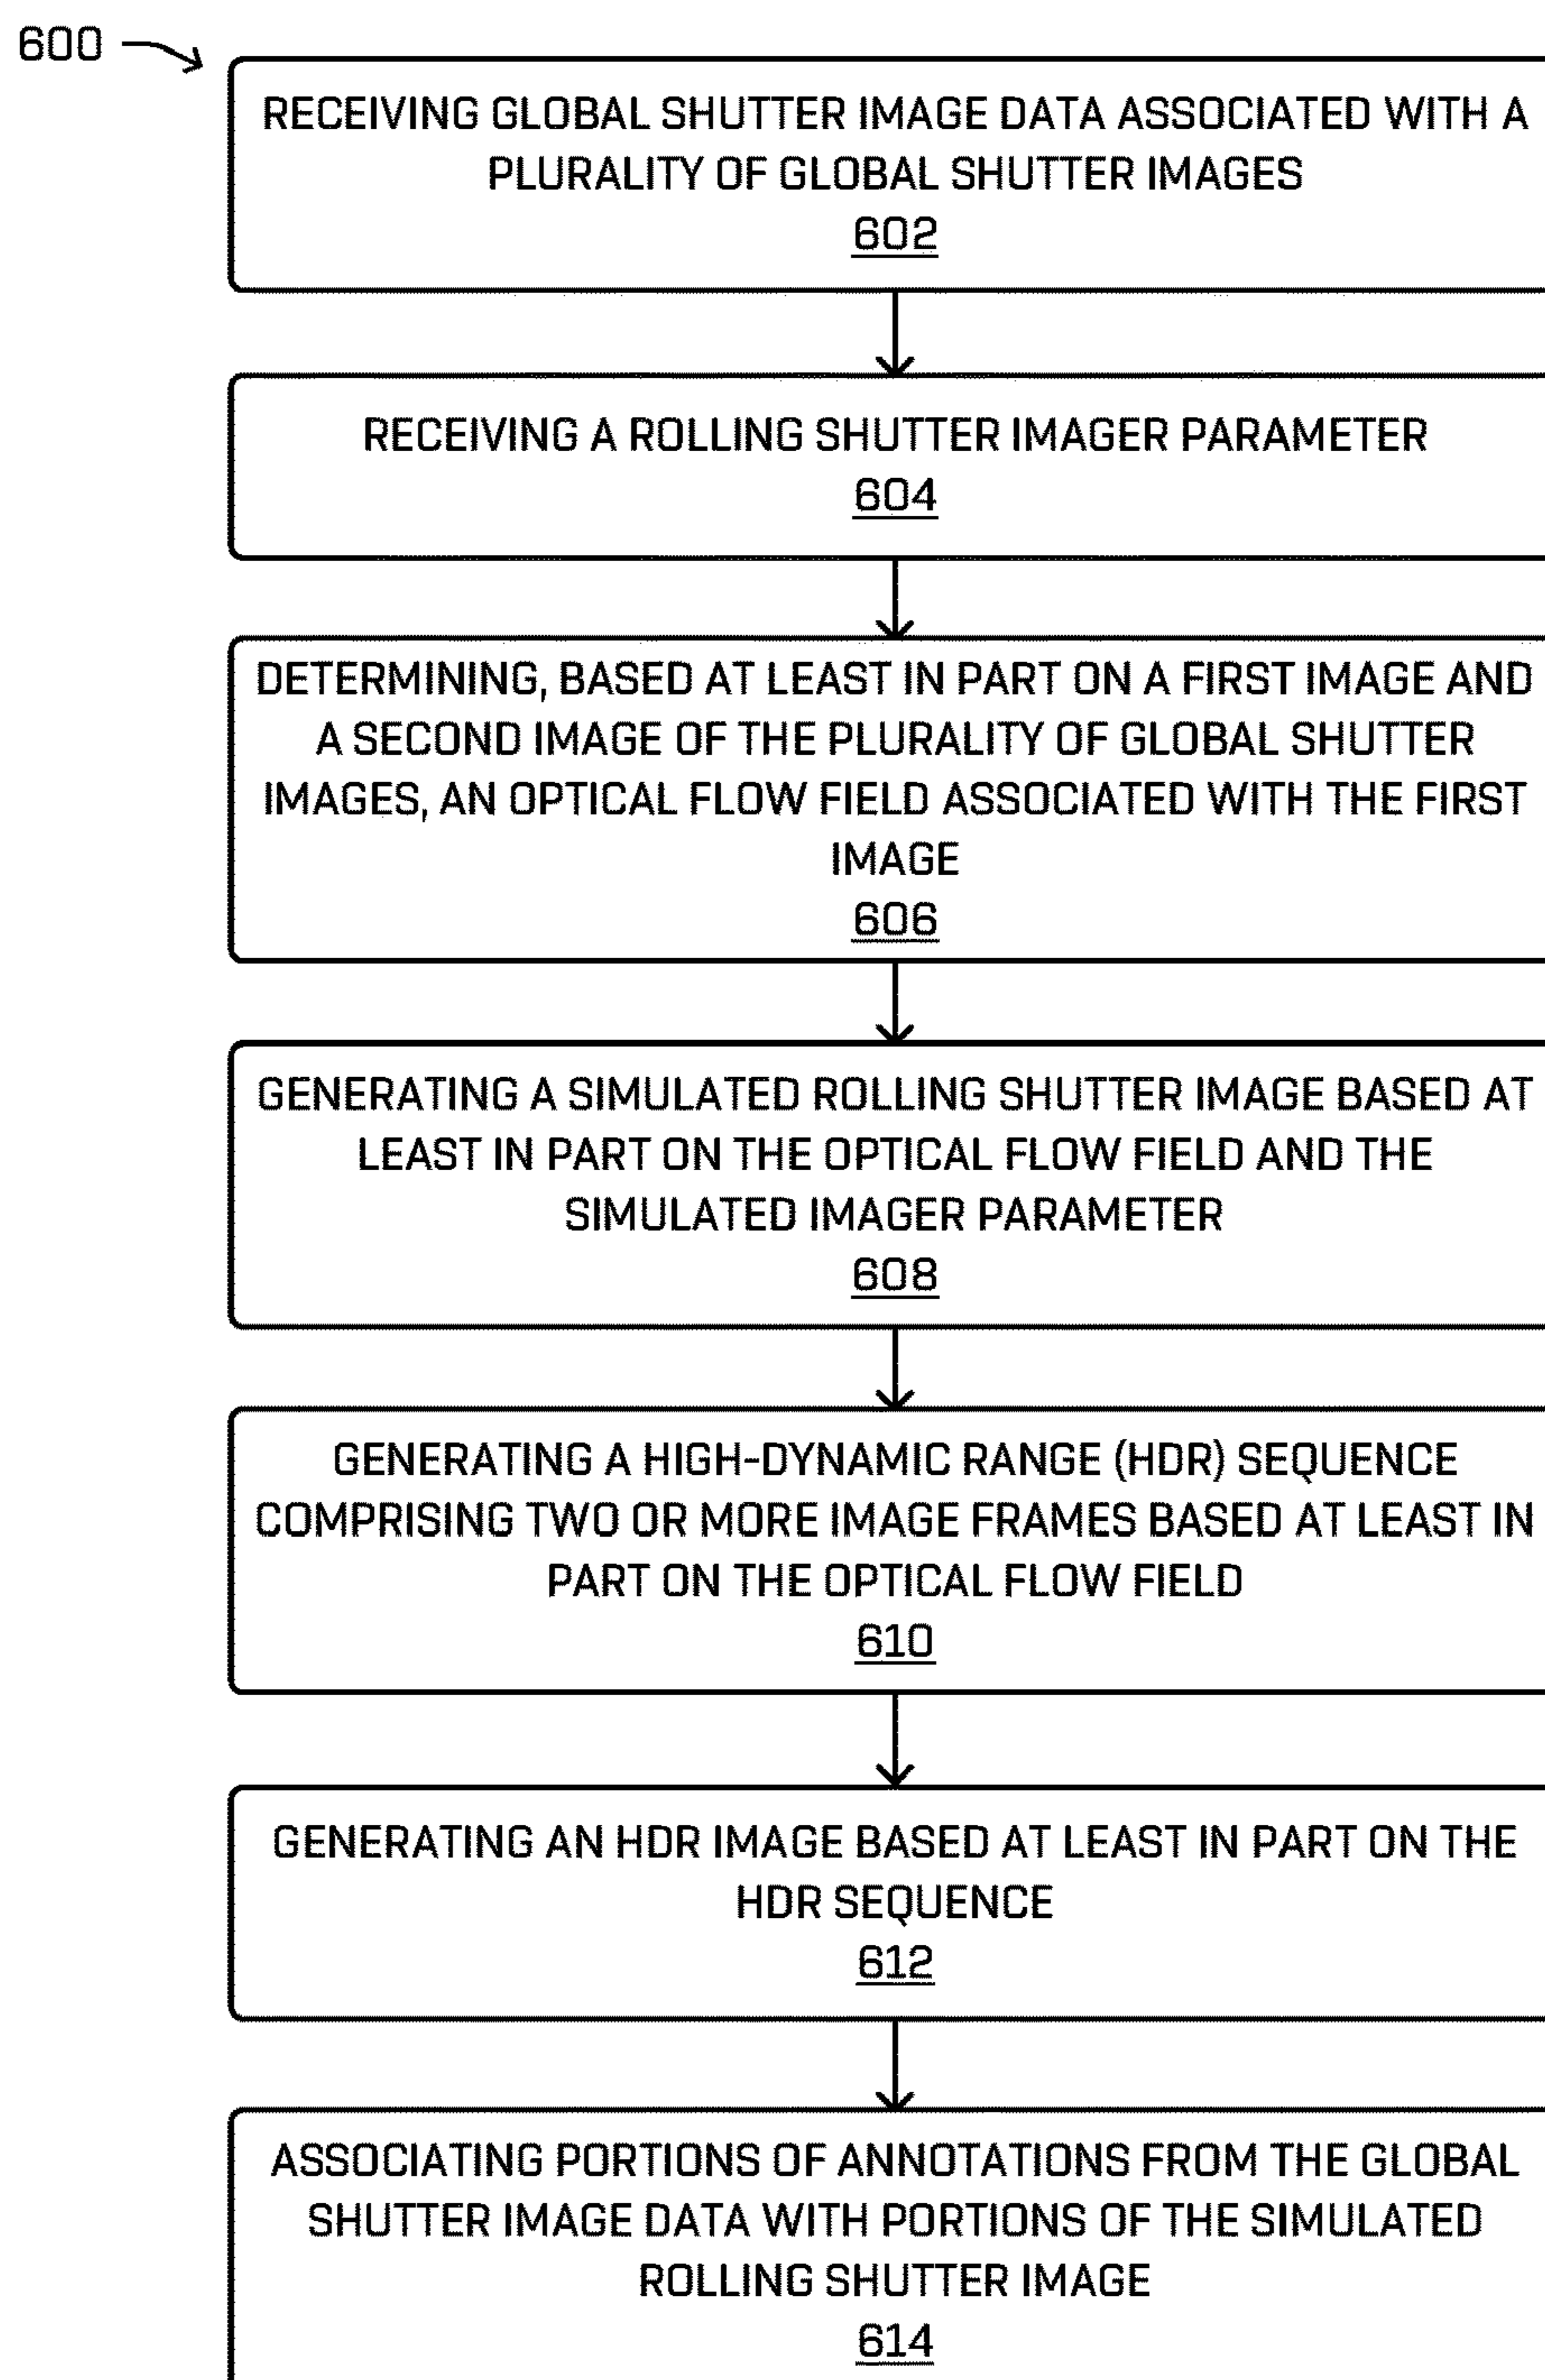 600
RECEIVING GLOBAL SHUTTER IMAGE DATA ASSOCIATED WITH A
PLURALITY OF GLOBAL SHUTTER IMAGES
602
RECEIVING A ROLLING SHUTTER IMAGER PARAMETER
604
DETERMINING, BASED AT LEAST IN PART ON A FIRST IMAGE AND
A SECOND IMAGE OF THE PLURALITY OF GLOBAL SHUTTER
IMAGES, AN OPTICAL FLOW FIELD ASSOCIATED WITH THE FIRST
IMAGE
606
GENERATING A SIMULATED ROLLING SHUTTER IMAGE BASED AT
LEAST IN PART ON THE OPTICAL FLOW FIELD AND THE
SIMULATED IMAGER PARAMETER
608
GENERATING A HIGH-DYNAMIC RANGE (HDR) SEQUENCE
COMPRISING TWO OR MORE IMAGE FRAMES BASED AT LEAST IN
PART ON THE OPTICAL FLOW FIELD
610
GENERATING AN HDR IMAGE BASED AT LEAST IN PART ON THE
HDR SEQUENCE
612
ASSOCIATING PORTIONS OF ANNOTATIONS FROM THE GLOBAL
SHUTTER IMAGE DATA WITH PORTIONS OF THE SIMULATED
ROLLING SHUTTER IMAGE
614